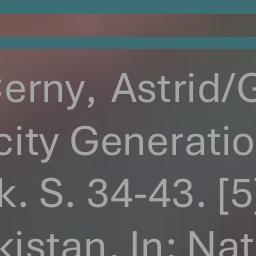 erny, Astrid/G
city Generatio
k. S. 34-43. [5]
kistan. In: Nat